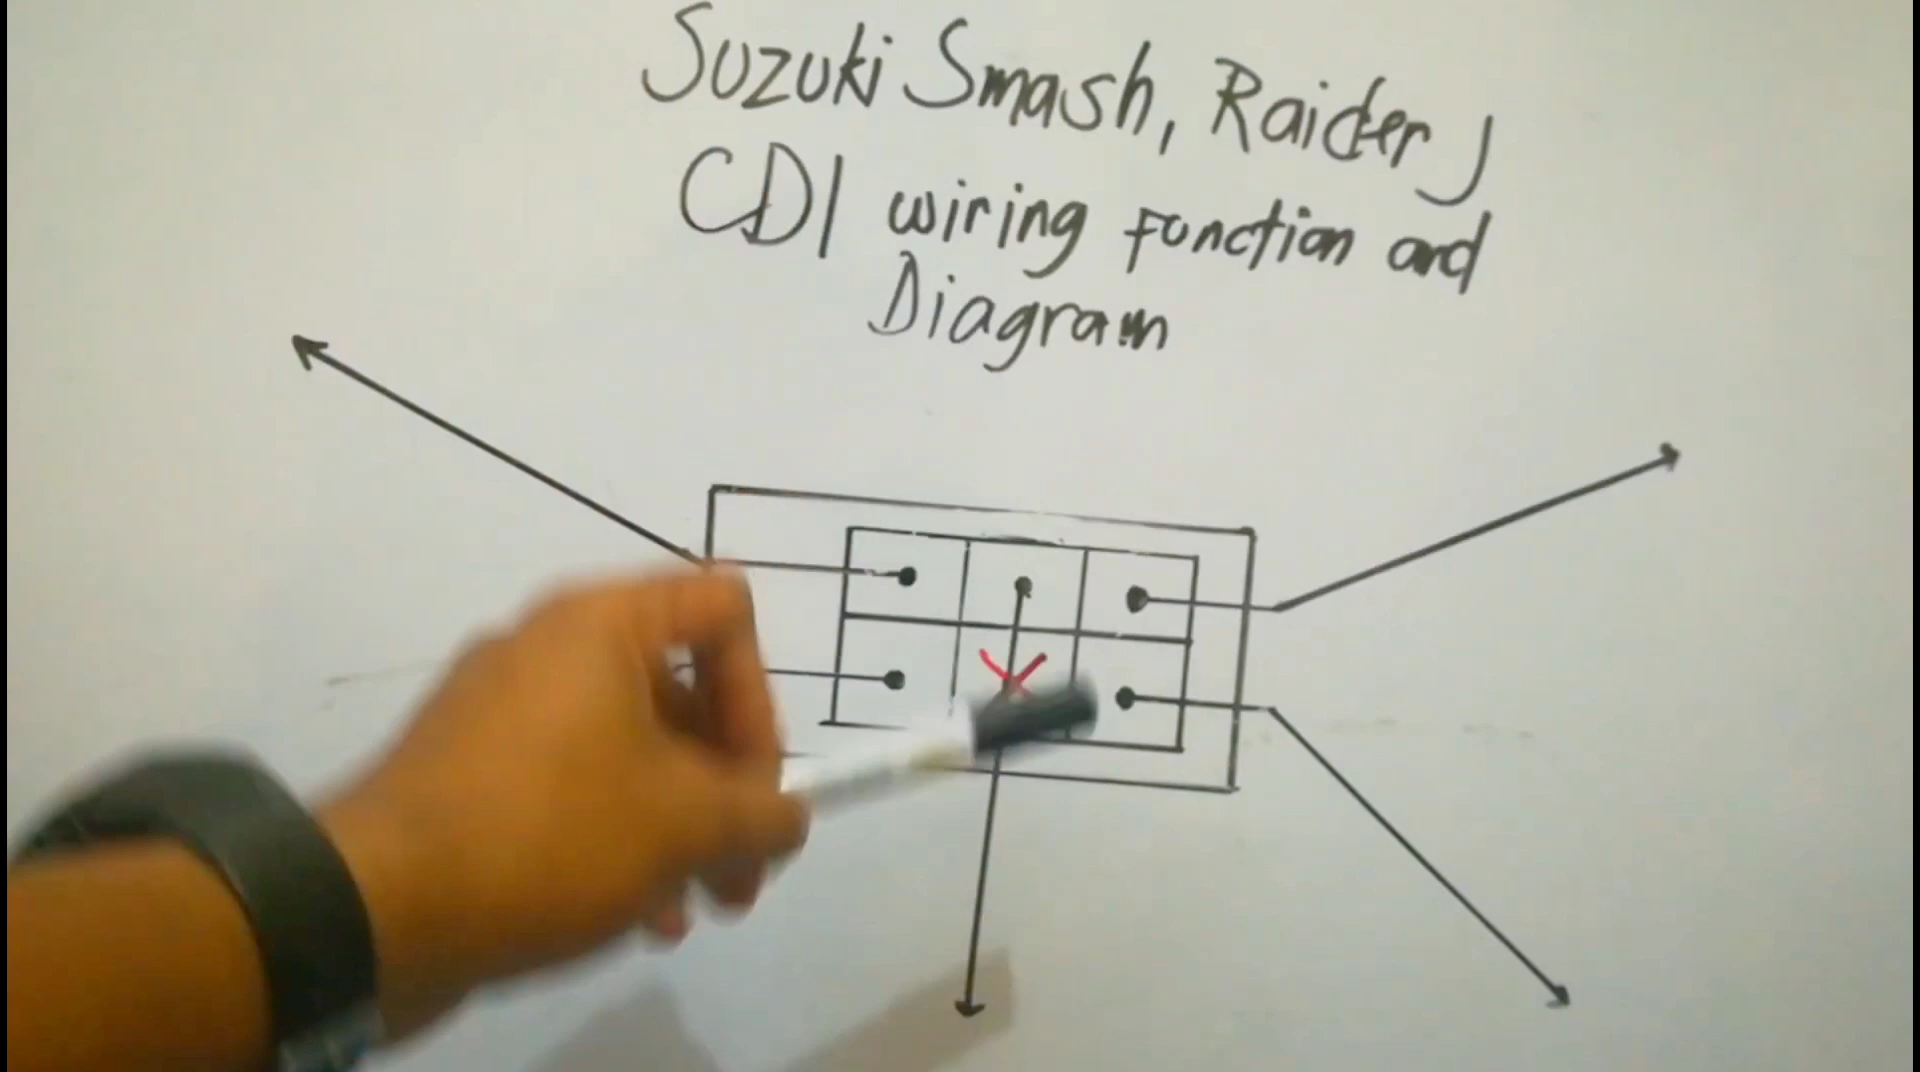 Suzuki Smash, Raider J
CDI wiring Function and
Diagram